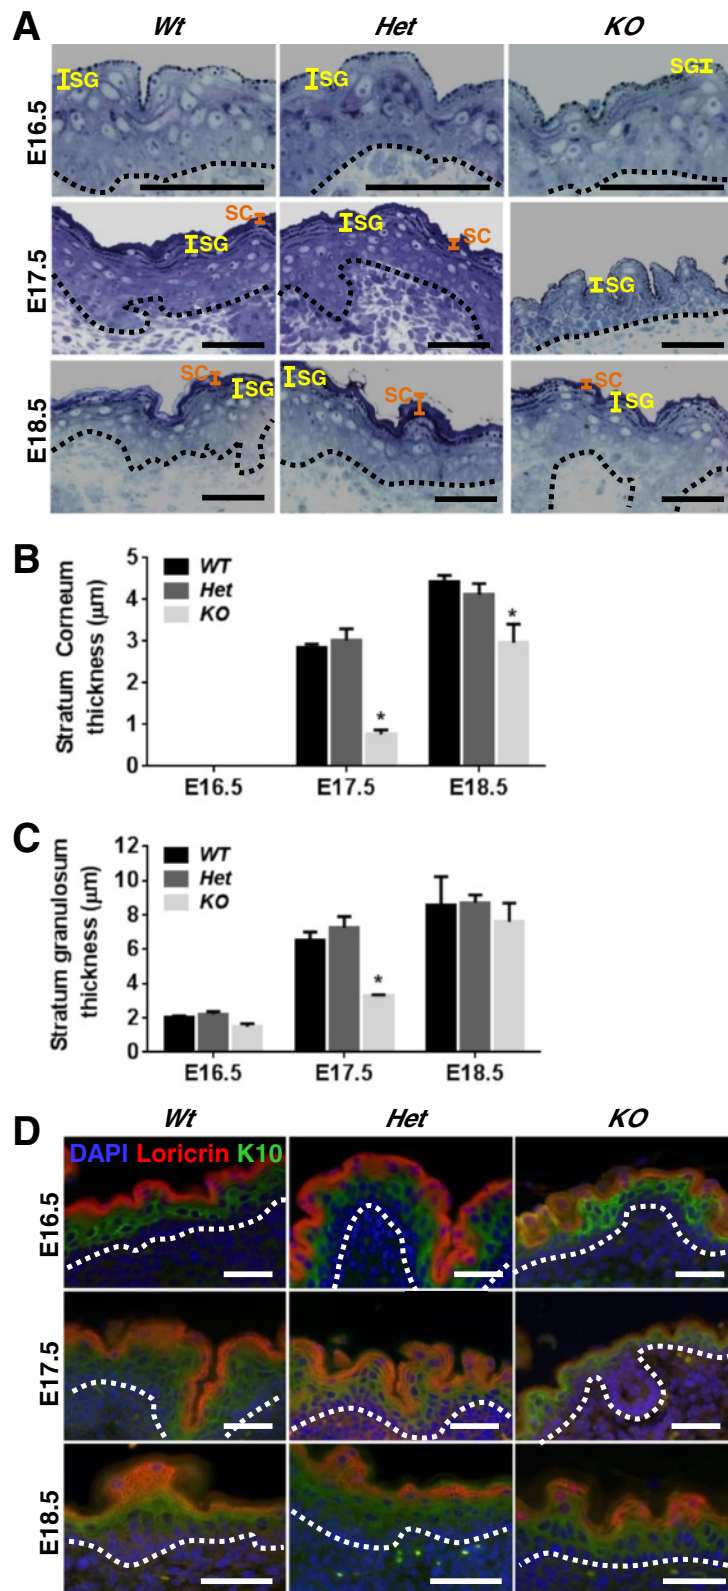 A
Wt Het KO
E16.5
SG SG SG
E17.5
SC SG SG SC SG
E18.5
SC SG SG SC SC SG
B
Stratum Corneum
thickness (μm)
5
4
3
2
1
0
WT
Het
KO
* *
E16.5 E17.5 E18.5
C
Stratum granulosum
thickness (μm)
12
10
8
6
4
2
0
WT
Het
KO
*
E16.5 E17.5 E18.5
D
Wt Het KO
DAPI Loricrin K10
E16.5
E17.5
E18.5